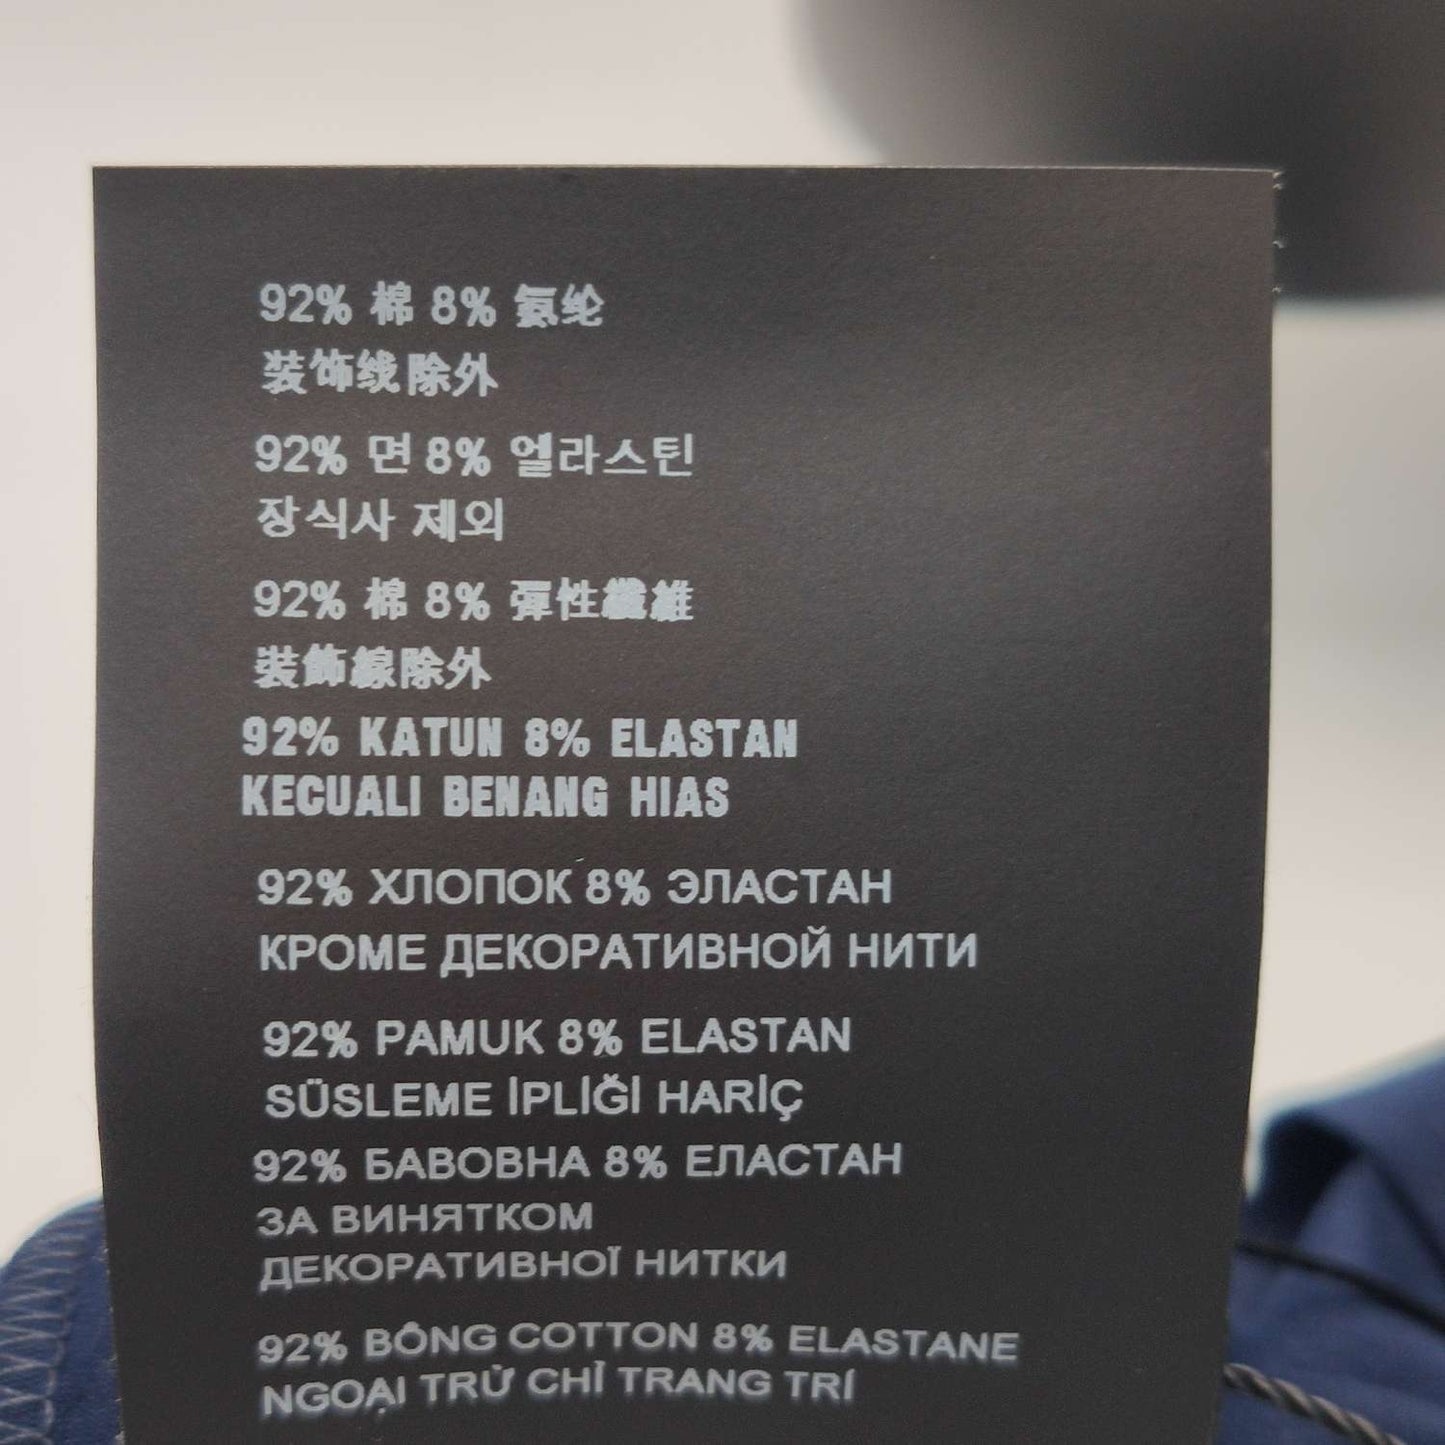 92% 棉 8% 氨纶
装饰线除外
92% 면 8% 엘라스틴
장식사 제외
92% 棉 8% 彈性纖維
裝飾線除外
92% KATUN 8% ELASTAN
KECUALI BENANG HIAS
92% ХЛОПОК 8% ЭЛАСТАН
КРОМЕ ДЕКОРАТИВНОЙ НИТИ
92% PAMUK 8% ELASTAN
SÜSLEME İPLİĞİ HARİÇ
92% БАВОВНА 8% ЕЛАСТАН
ЗА ВИНЯТКОМ
ДЕКОРАТИВНОЇ НИТКИ
92% BÔNG COTTON 8% ELASTANE
NGOẠI TRỪ CHỈ TRANG TRÍ